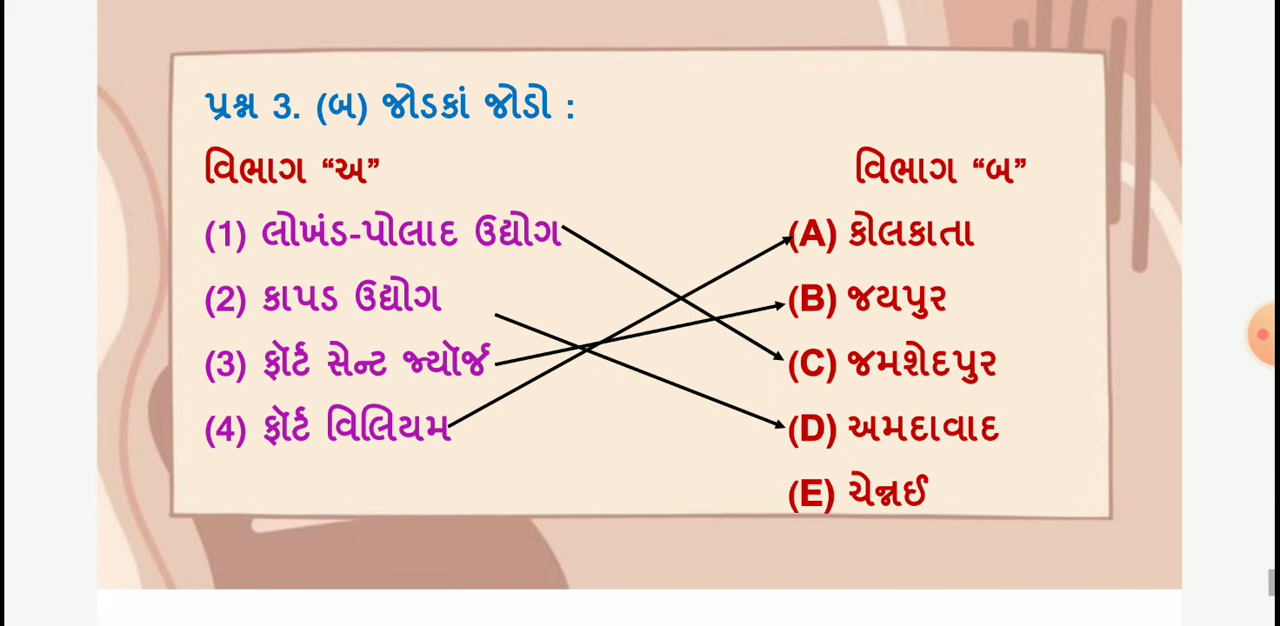 પ્રશ્ન 3. (બ) જોડકાં જોડો :
વિભાગ “અ” વિભાગ “બ”
(1) લોખંડ-પોલાદ ઉદ્યોગ (A) કોલકાતા
(2) કાપડ ઉદ્યોગ (B) જયપુર
(3) ફૉર્ટ સેન્ટ જ્યૉર્જ (C) જમશેદપુર
(4) ફૉર્ટ વિલિયમ (D) અમદાવાદ
(E) ચેન્નઈ